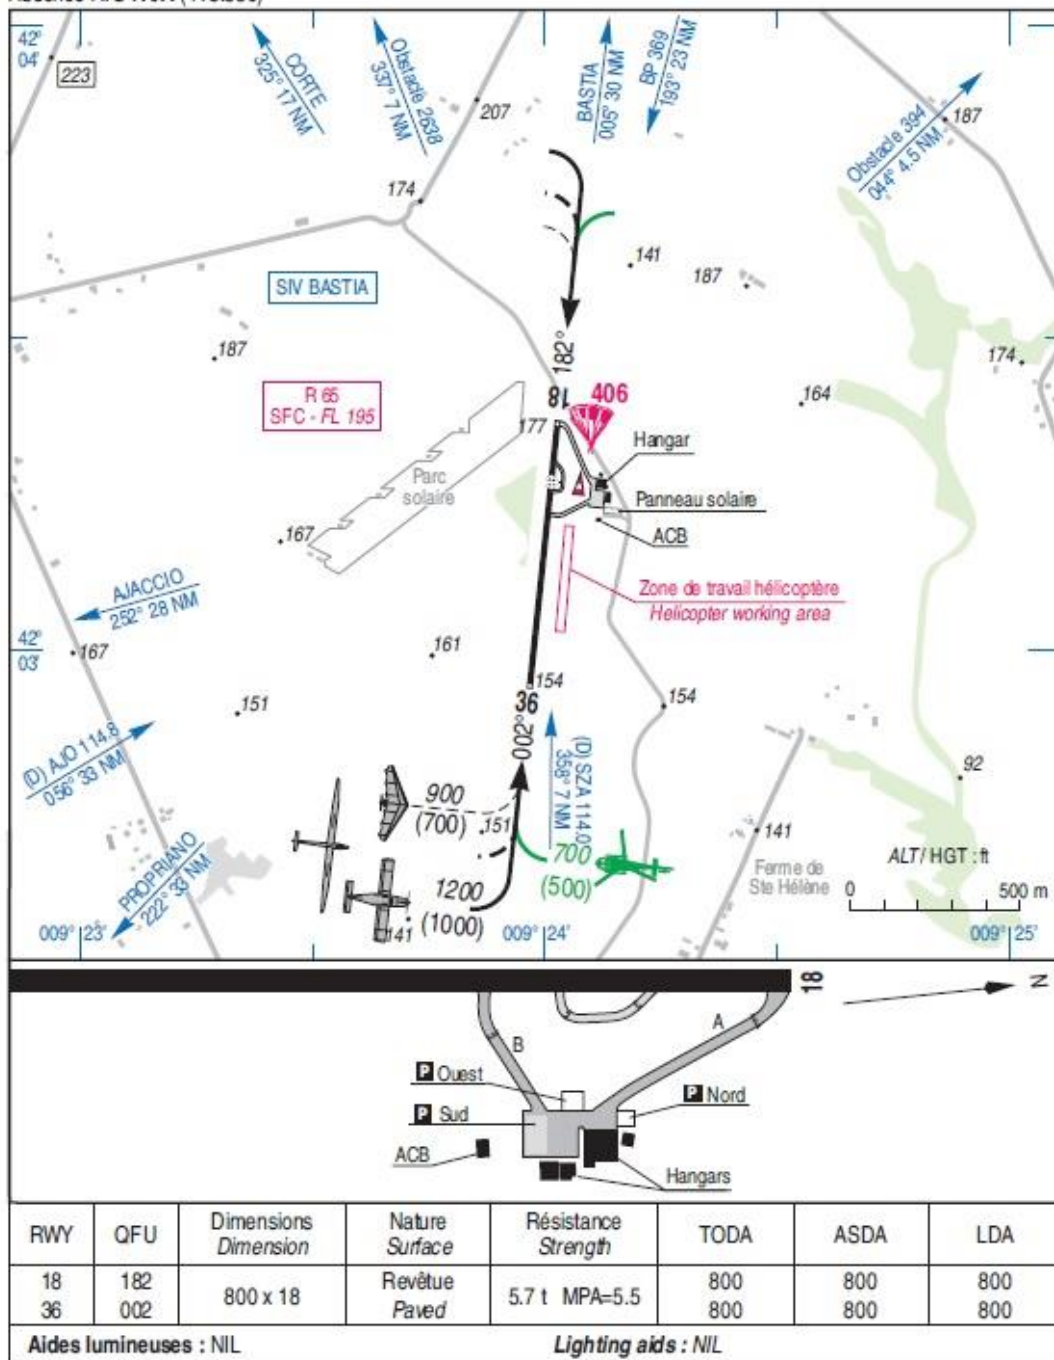 42°
04'
223
CORTE
325° 17 NM
Obstacle 2638
337° 7 NM
207
BASTIA
005° 30 NM
BP 369
193° 23 NM
Obstacle 394
044° 4.5 NM
187
174
141
187
SIV BASTIA
187
182°
174
R 65
SFC - FL 195
18
406
164
177
Hangar
Parc
solaire
Panneau solaire
167
ACB
AJACCIO
252° 28 NM
Zone de travail hélicoptère
Helicopter working area
42°
03'
167
161
154
36
154
151
002°
(D) AJO 114.8
056° 33 NM
(D) SZA 114.0
358° 7 NM
92
900
(700)
151
141
PROPRIANO
222° 33 NM
700
(500)
Ferme de
Ste Hélène
ALT/ HGT : ft
1200
(1000)
0 500 m
141
009° 23'
009° 24'
009° 25'
18
N
A
B
P Ouest
P Nord
P Sud
ACB
Hangars
RWY QFU Dimensions Nature Résistance TODA ASDA LDA
Dimension Surface Strength
18 182 800 x 18 Revêtue 5.7 t MPA=5.5 800 800 800
36 002 Paved 800 800 800
Aides lumineuses : NIL Lighting aids : NIL